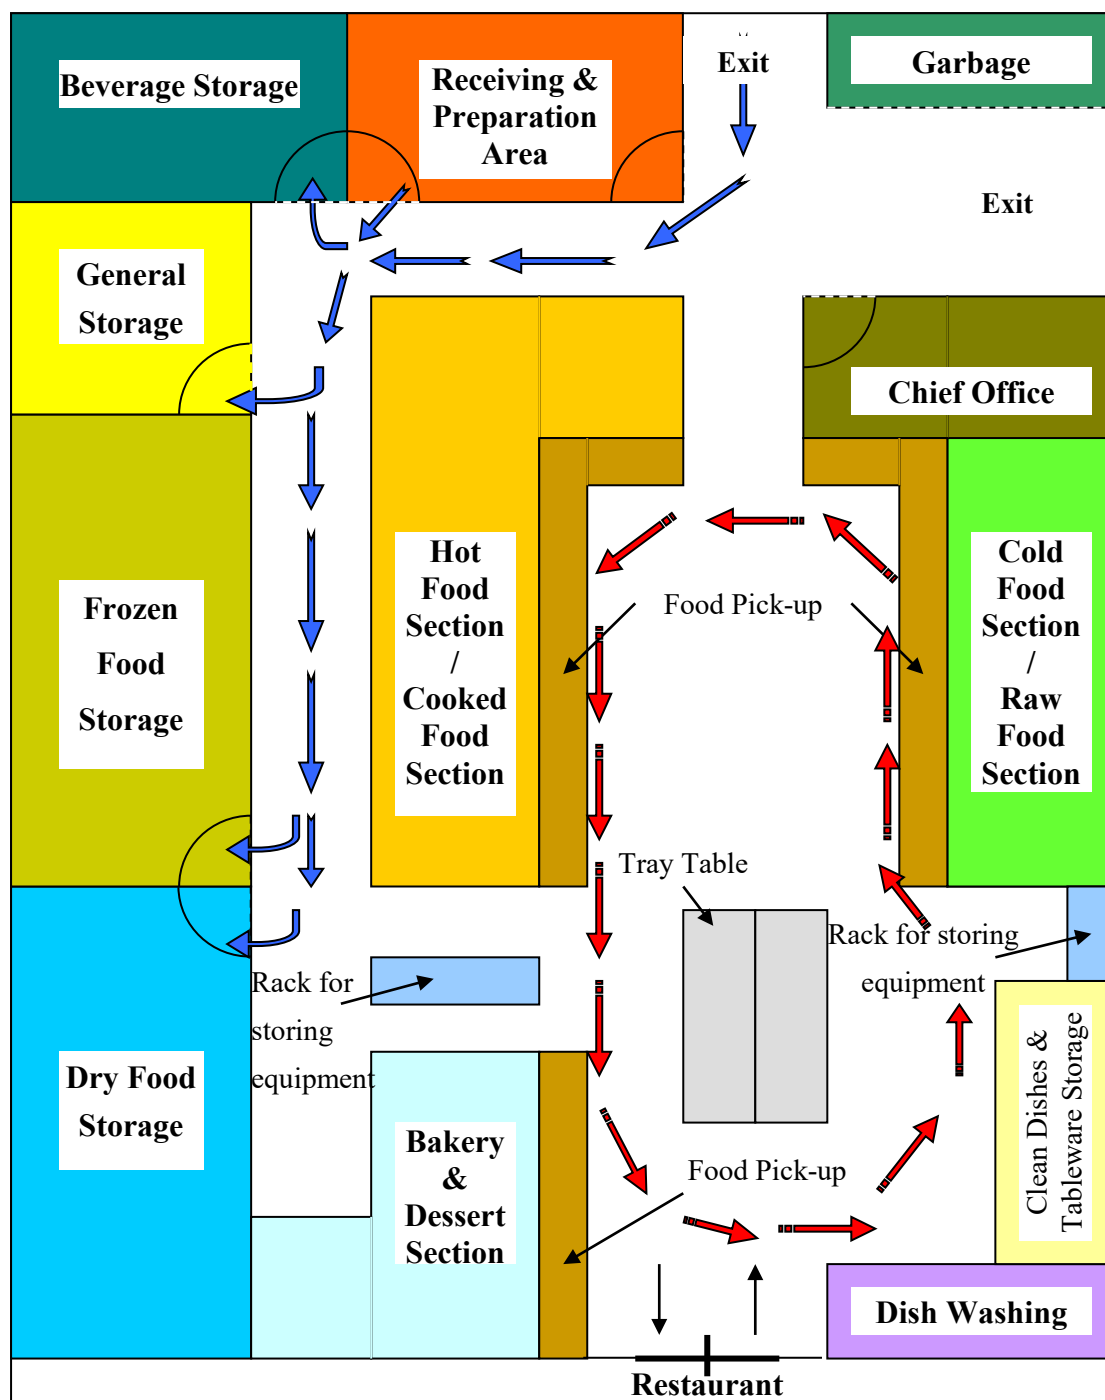 Beverage Storage
Receiving &
Preparation
Area
Exit
Garbage
Exit
General
Storage
Chief Office
Frozen
Food
Storage
Hot
Food
Section
/
Cooked
Food
Section
Food Pick-up
Cold
Food
Section
/
Raw
Food
Section
Tray Table
Rack for storing
equipment
Rack for
storing
equipment
Dry Food
Storage
Clean Dishes &
Tableware Storage
Bakery
&
Dessert
Section
Food Pick-up
Dish Washing
Restaurant